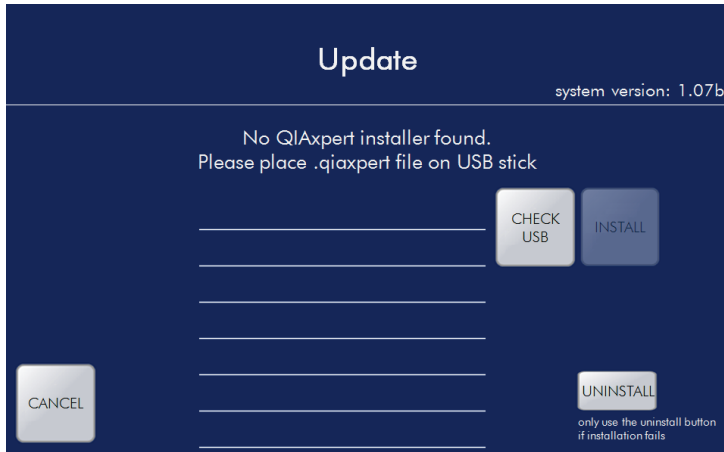 Update
system version: 1.07b
No QIAxpert installer found.
Please place .qiaxpert file on USB stick
CHECK
USB
INSTALL
CANCEL
UNINSTALL
only use the uninstall button
if installation fails